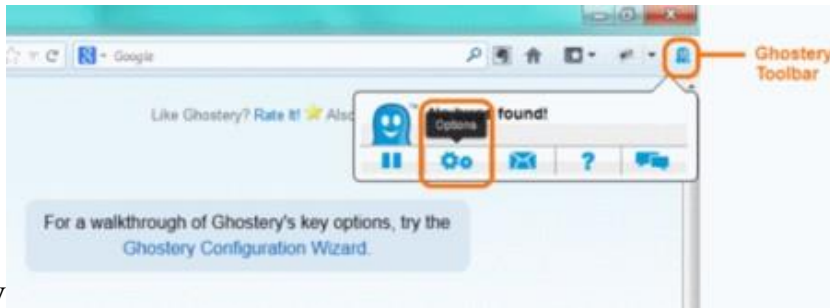 Google
Ghostery
Toolbar
Like Ghostery? Rate It! Also
found!
Options
?
For a walkthrough of Ghostery's key options, try the
Ghostery Configuration Wizard.